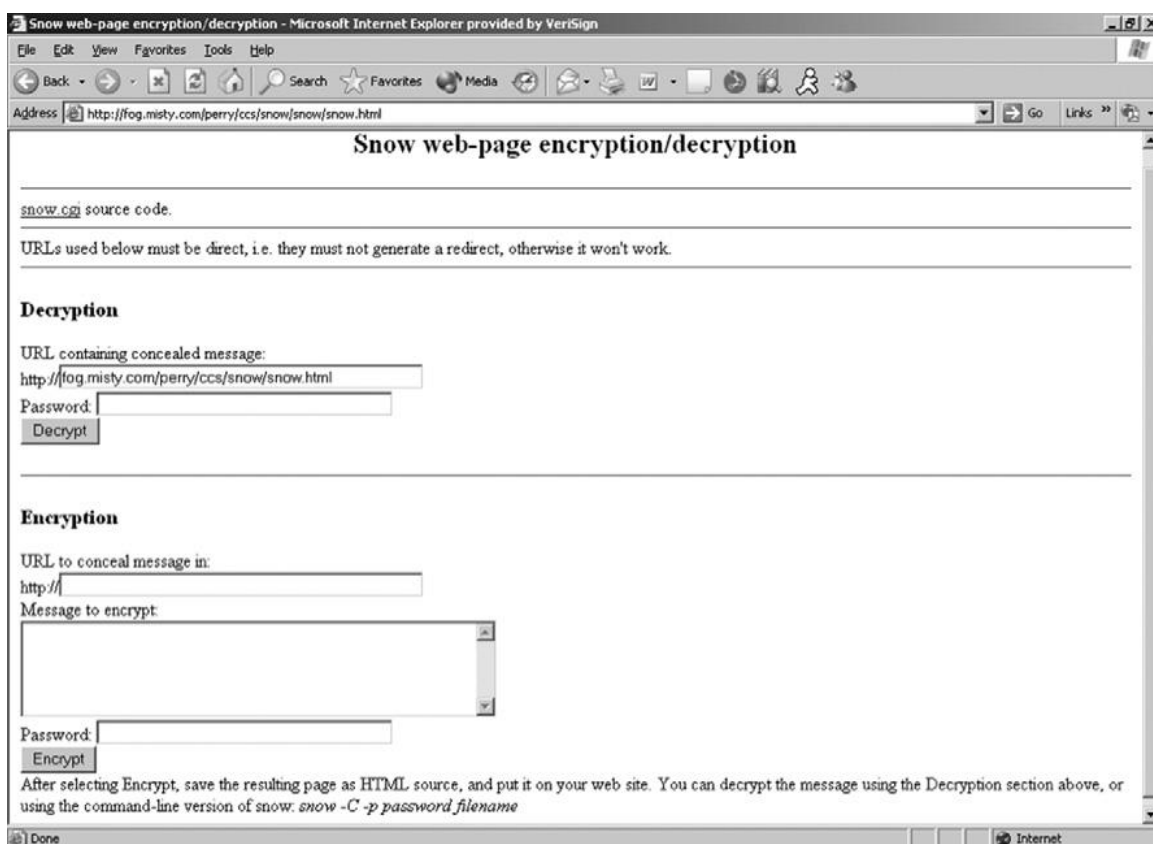 Snow web-page encryption/decryption - Microsoft Internet Explorer provided by VeriSign
File Edit View Favorites Tools Help
Back Search Favorites Media
Address http://fog.misty.com/perry/ccs/snow/snow/snow.html Go Links »
Snow web-page encryption/decryption
snow.cgi source code.
URLs used below must be direct, i.e. they must not generate a redirect, otherwise it won't work.
Decryption
URL containing concealed message:
http://fog.misty.com/perry/ccs/snow/snow.html
Password:
Decrypt
Encryption
URL to conceal message in:
http://
Message to encrypt:
Password:
Encrypt
After selecting Encrypt, save the resulting page as HTML source, and put it on your web site. You can decrypt the message using the Decryption section above, or
using the command-line version of snow: snow -C -p password filename
Done Internet